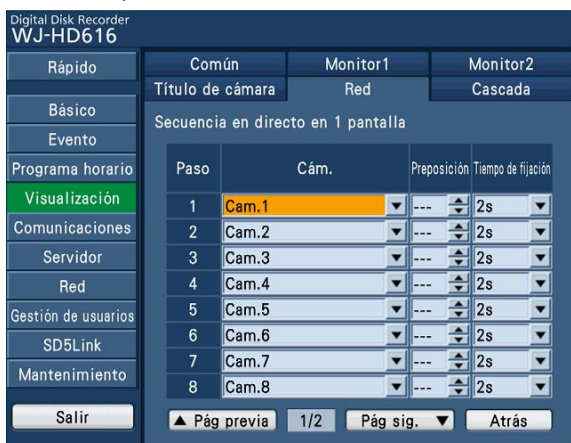 Digital Disk Recorder
WJ-HD616
Rápido
Básico
Evento
Programa horario
Visualización
Comunicaciones
Servidor
Red
Gestión de usuarios
SD5Link
Mantenimiento
Salir
Común Monitor1 Monitor2
Título de cámara Red Cascada
Secuencia en directo en 1 pantalla
Paso Cám. Preposición Tiempo de fijación
1 Cam.1 --- 2s
2 Cam.2 --- 2s
3 Cam.3 --- 2s
4 Cam.4 --- 2s
5 Cam.5 --- 2s
6 Cam.6 --- 2s
7 Cam.7 --- 2s
8 Cam.8 --- 2s
▲ Pág previa 1/2 Pág sig. ▼ Atrás